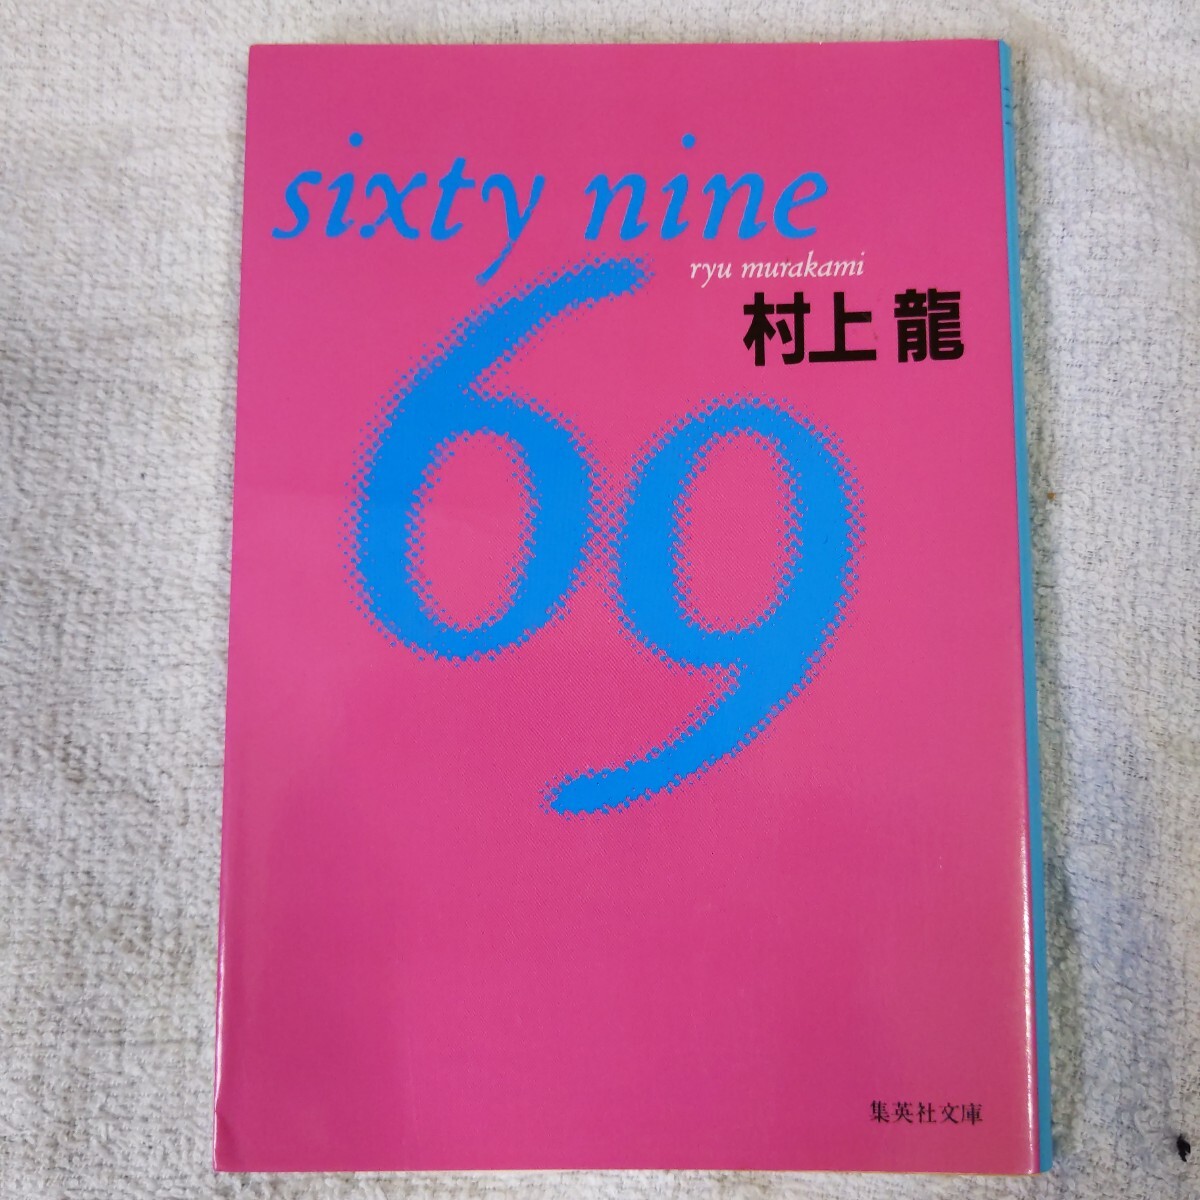 sixty nine
ryu murakami
村上龍
69
集英社文庫